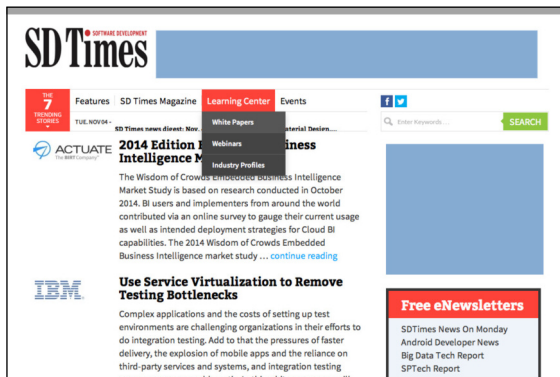 SD Times
SOFTWARE DEVELOPMENT
THE
7
TRENDING
STORIES
Features SD Times Magazine Learning Center Events
TUE. NOV 04 -
SD Times news digest: Nov. aterial Design....
White Papers
Webinars
Industry Profiles
Enter Keywords ...
SEARCH
ACTUATE
The BIRT Company
2014 Edition iness
Intelligence M
The Wisdom of Crowds Embedded Business Intelligence
Market Study is based on research conducted in October
2014. BI users and implementers from around the world
contributed via an online survey to gauge their current usage
as well as intended deployment strategies for Cloud BI
capabilities. The 2014 Wisdom of Crowds Embedded
Business Intelligence market study ... continue reading
IBM
Use Service Virtualization to Remove
Testing Bottlenecks
Complex applications and the costs of setting up test
environments are challenging organizations in their efforts to
do integration testing. Add to that the pressures of faster
delivery, the explosion of mobile apps and the reliance on
third-party services and systems, and integration testing
Free eNewsletters
SDTimes News On Monday
Android Developer News
Big Data Tech Report
SPTech Report